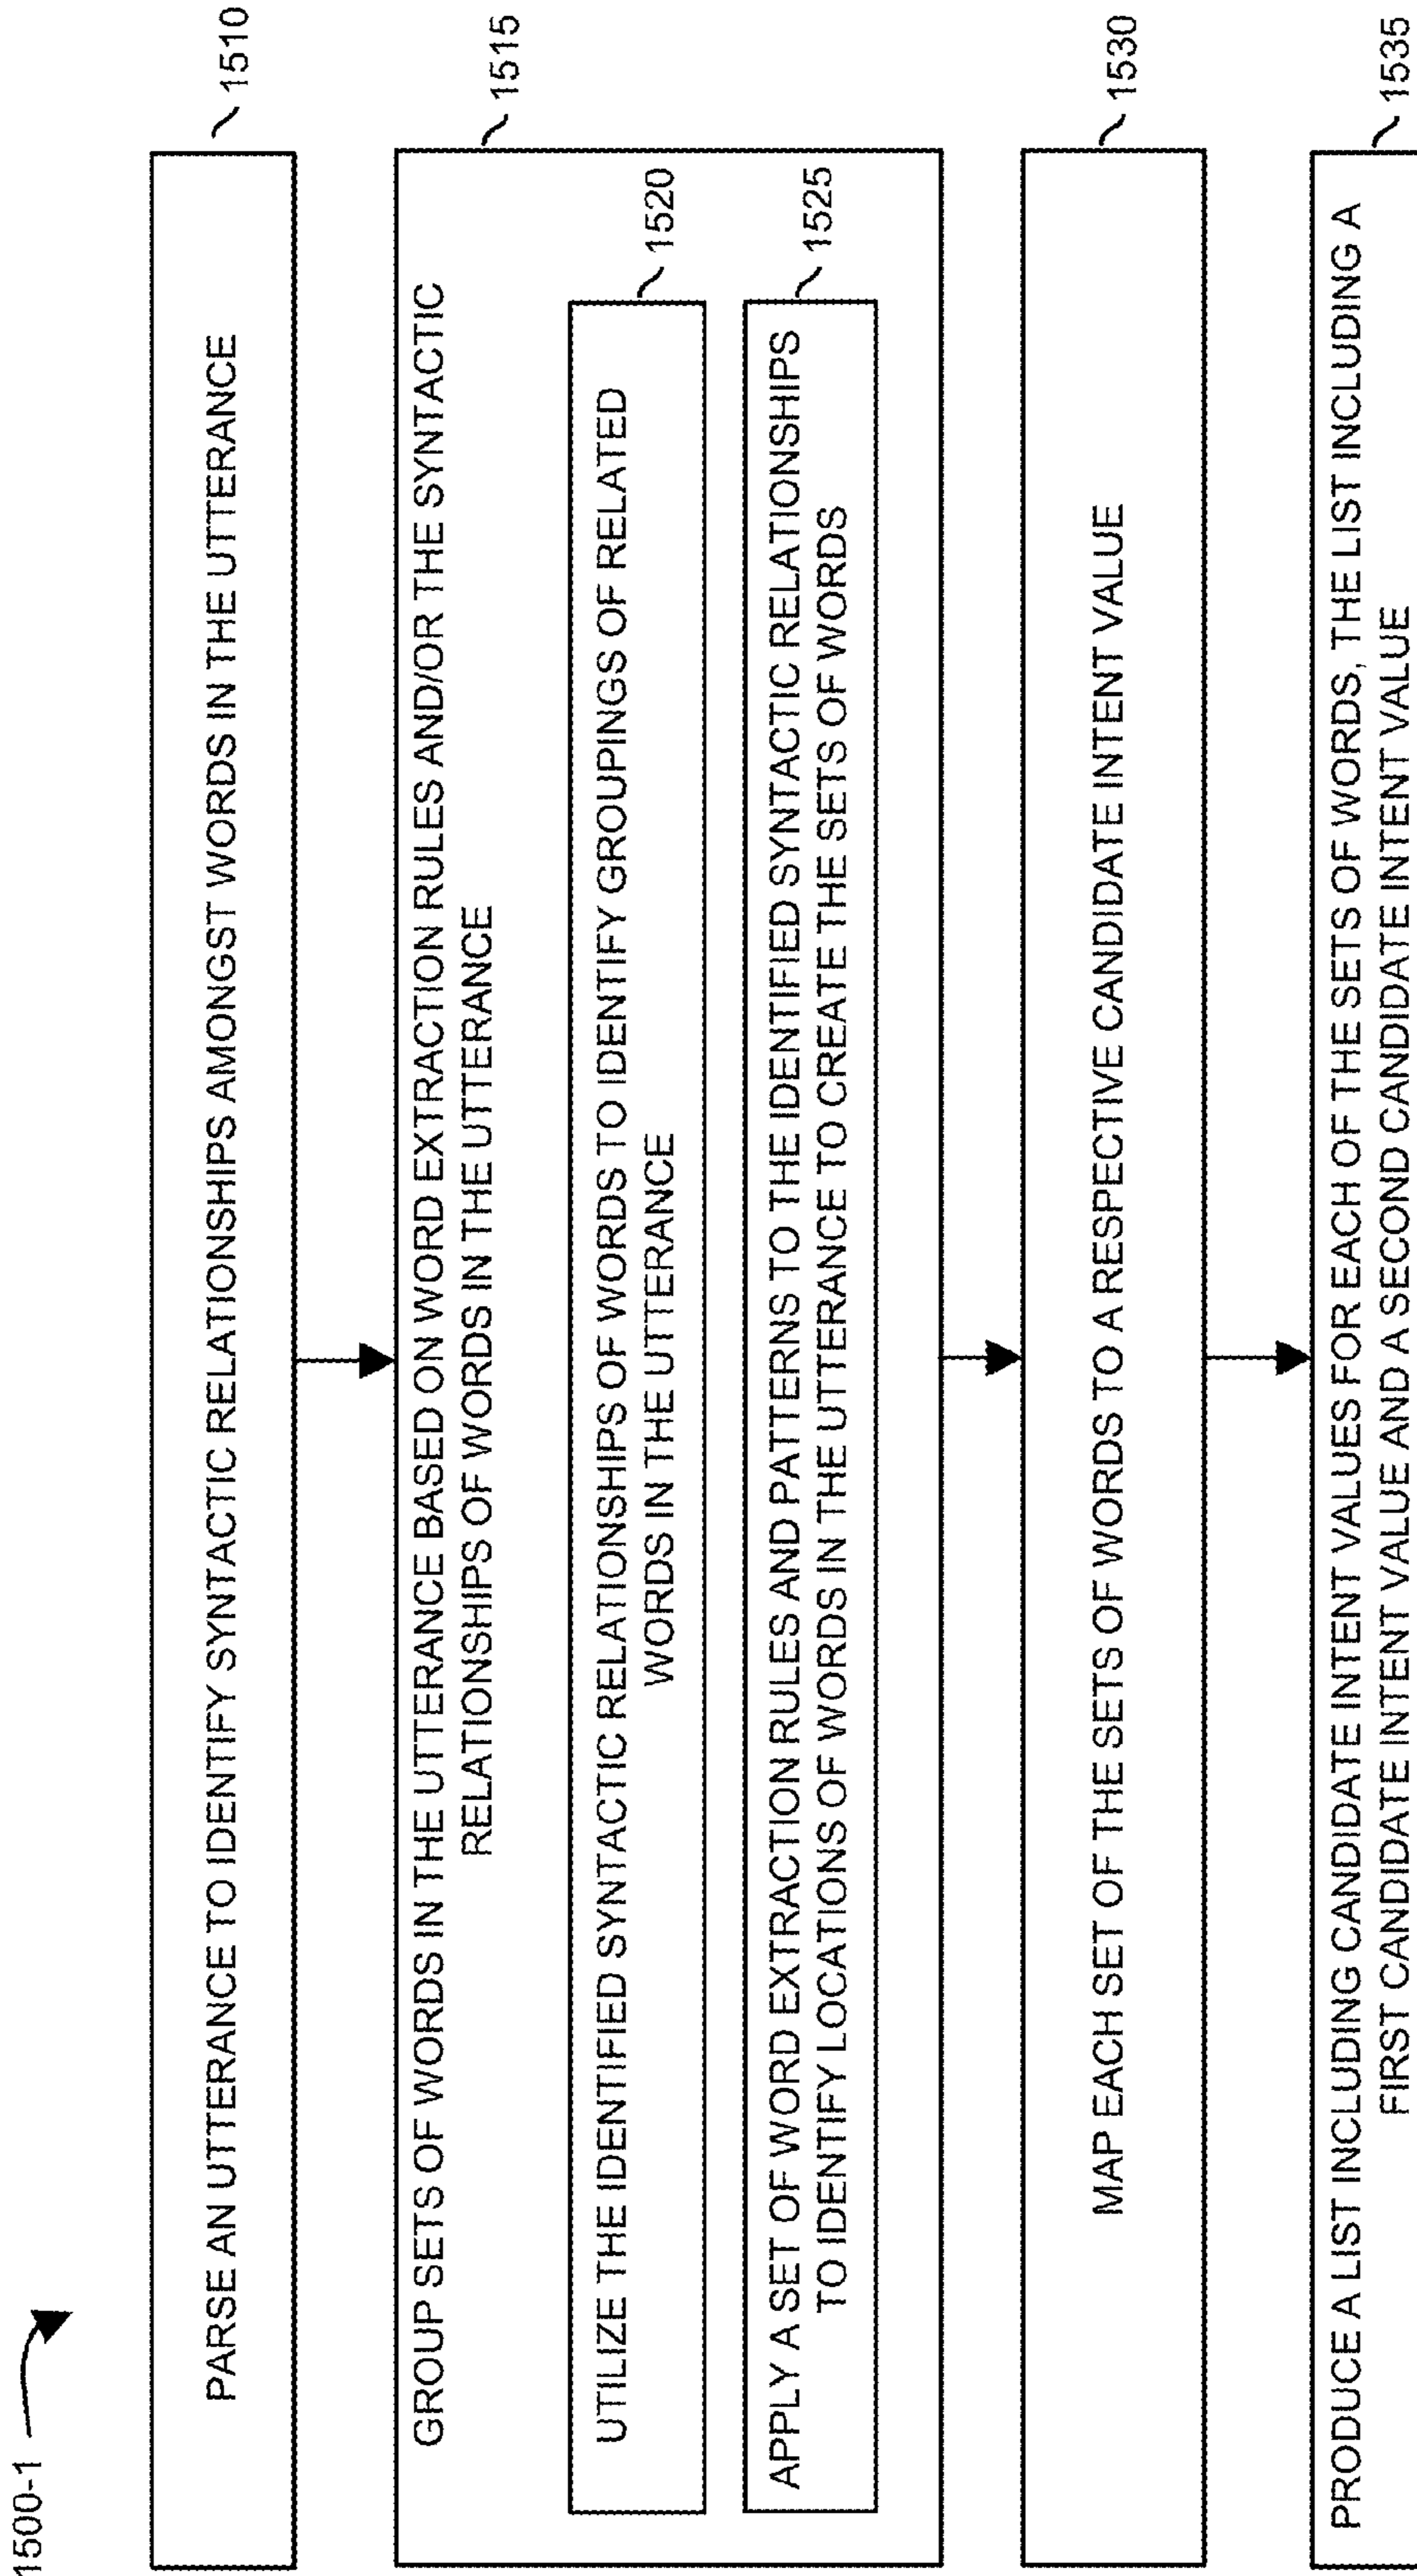 1500-1
PARSE AN UTTERANCE TO IDENTIFY SYNTACTIC RELATIONSHIPS AMONGST WORDS IN THE UTTERANCE
1510
GROUP SETS OF WORDS IN THE UTTERANCE BASED ON WORD EXTRACTION RULES AND/OR THE SYNTACTIC
RELATIONSHIPS OF WORDS IN THE UTTERANCE
1515
UTILIZE THE IDENTIFIED SYNTACTIC RELATIONSHIPS OF WORDS TO IDENTIFY GROUPINGS OF RELATED
WORDS IN THE UTTERANCE
1520
APPLY A SET OF WORD EXTRACTION RULES AND PATTERNS TO THE IDENTIFIED SYNTACTIC RELATIONSHIPS
TO IDENTIFY LOCATIONS OF WORDS IN THE UTTERANCE TO CREATE THE SETS OF WORDS
1525
MAP EACH SET OF THE SETS OF WORDS TO A RESPECTIVE CANDIDATE INTENT VALUE
1530
PRODUCE A LIST INCLUDING CANDIDATE INTENT VALUES FOR EACH OF THE SETS OF WORDS, THE LIST INCLUDING A
FIRST CANDIDATE INTENT VALUE AND A SECOND CANDIDATE INTENT VALUE
1535